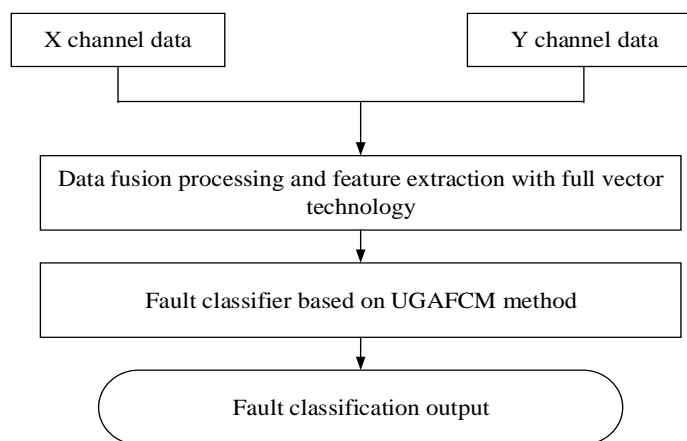 X channel data
Y channel data
Data fusion processing and feature extraction with full vector
technology
Fault classifier based on UGAFCM method
Fault classification output